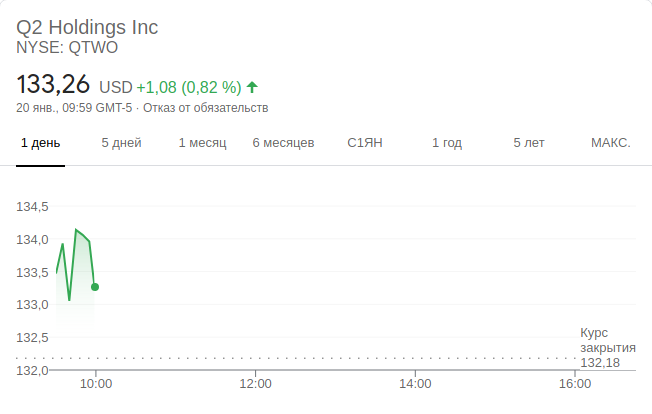 Q2 Holdings Inc
NYSE: QTWO
133,26 USD +1,08 (0,82 %)
20 янв., 09:59 GMT-5 · Отказ от обязательств
1 день 5 дней 1 месяц 6 месяцев С1ЯН 1 год 5 лет МАКС.
134,5
134,0
133,5
133,0
132,5
132,0
Курс
закрытия
132,18
10:00 12:00 14:00 16:00